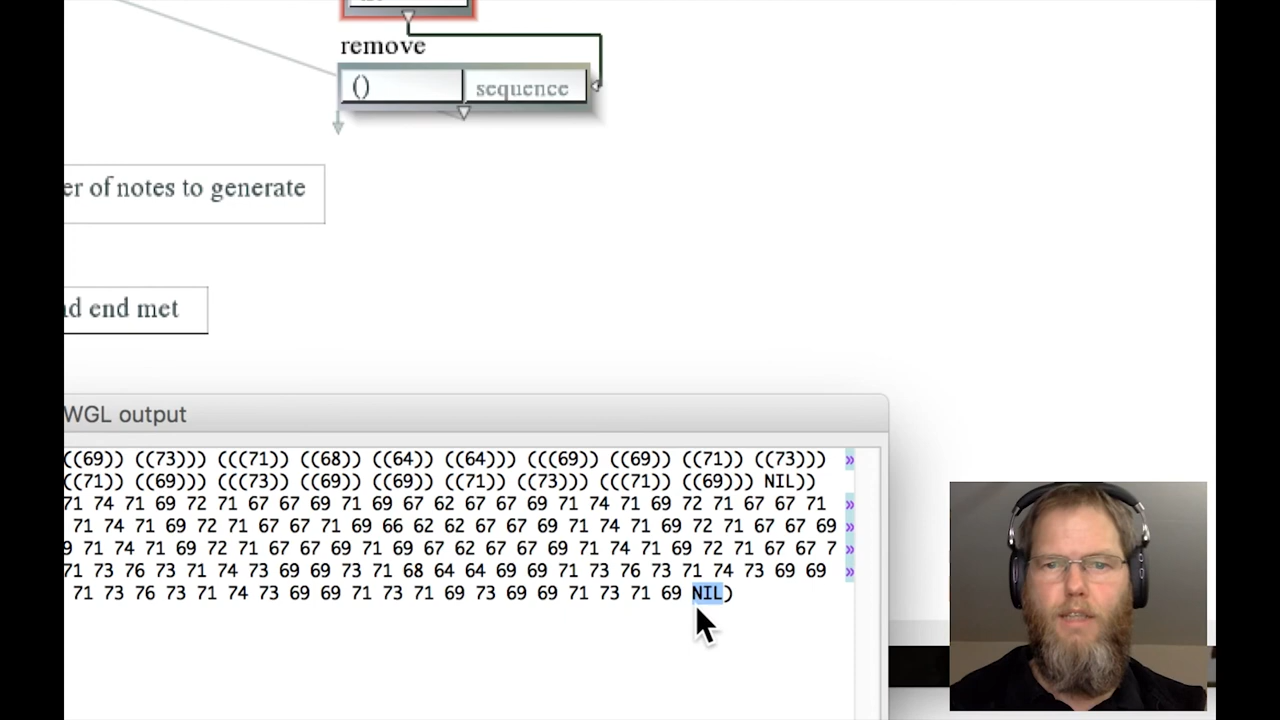 remove
() sequence
er of notes to generate
nd end met
WGL output
((69)) ((73))) (((71)) ((68)) ((64)) ((64))) (((69)) ((69)) ((71)) ((73))) »
((71)) ((69))) (((73)) ((69)) ((69)) ((71)) ((73))) (((71)) ((69))) NIL))
71 74 71 69 72 71 67 67 69 71 69 67 62 67 67 69 71 74 71 69 72 71 67 67 71 »
71 74 71 69 72 71 67 67 71 69 66 62 62 67 67 69 71 74 71 69 72 71 67 67 69 »
9 71 74 71 69 72 71 67 67 69 71 69 67 62 67 67 69 71 74 71 69 72 71 67 67 7 »
71 73 76 73 71 74 73 69 69 73 71 68 64 64 69 69 71 73 76 73 71 74 73 69 69 »
71 73 76 73 71 74 73 69 69 71 73 71 69 73 69 69 71 73 71 69 NIL)